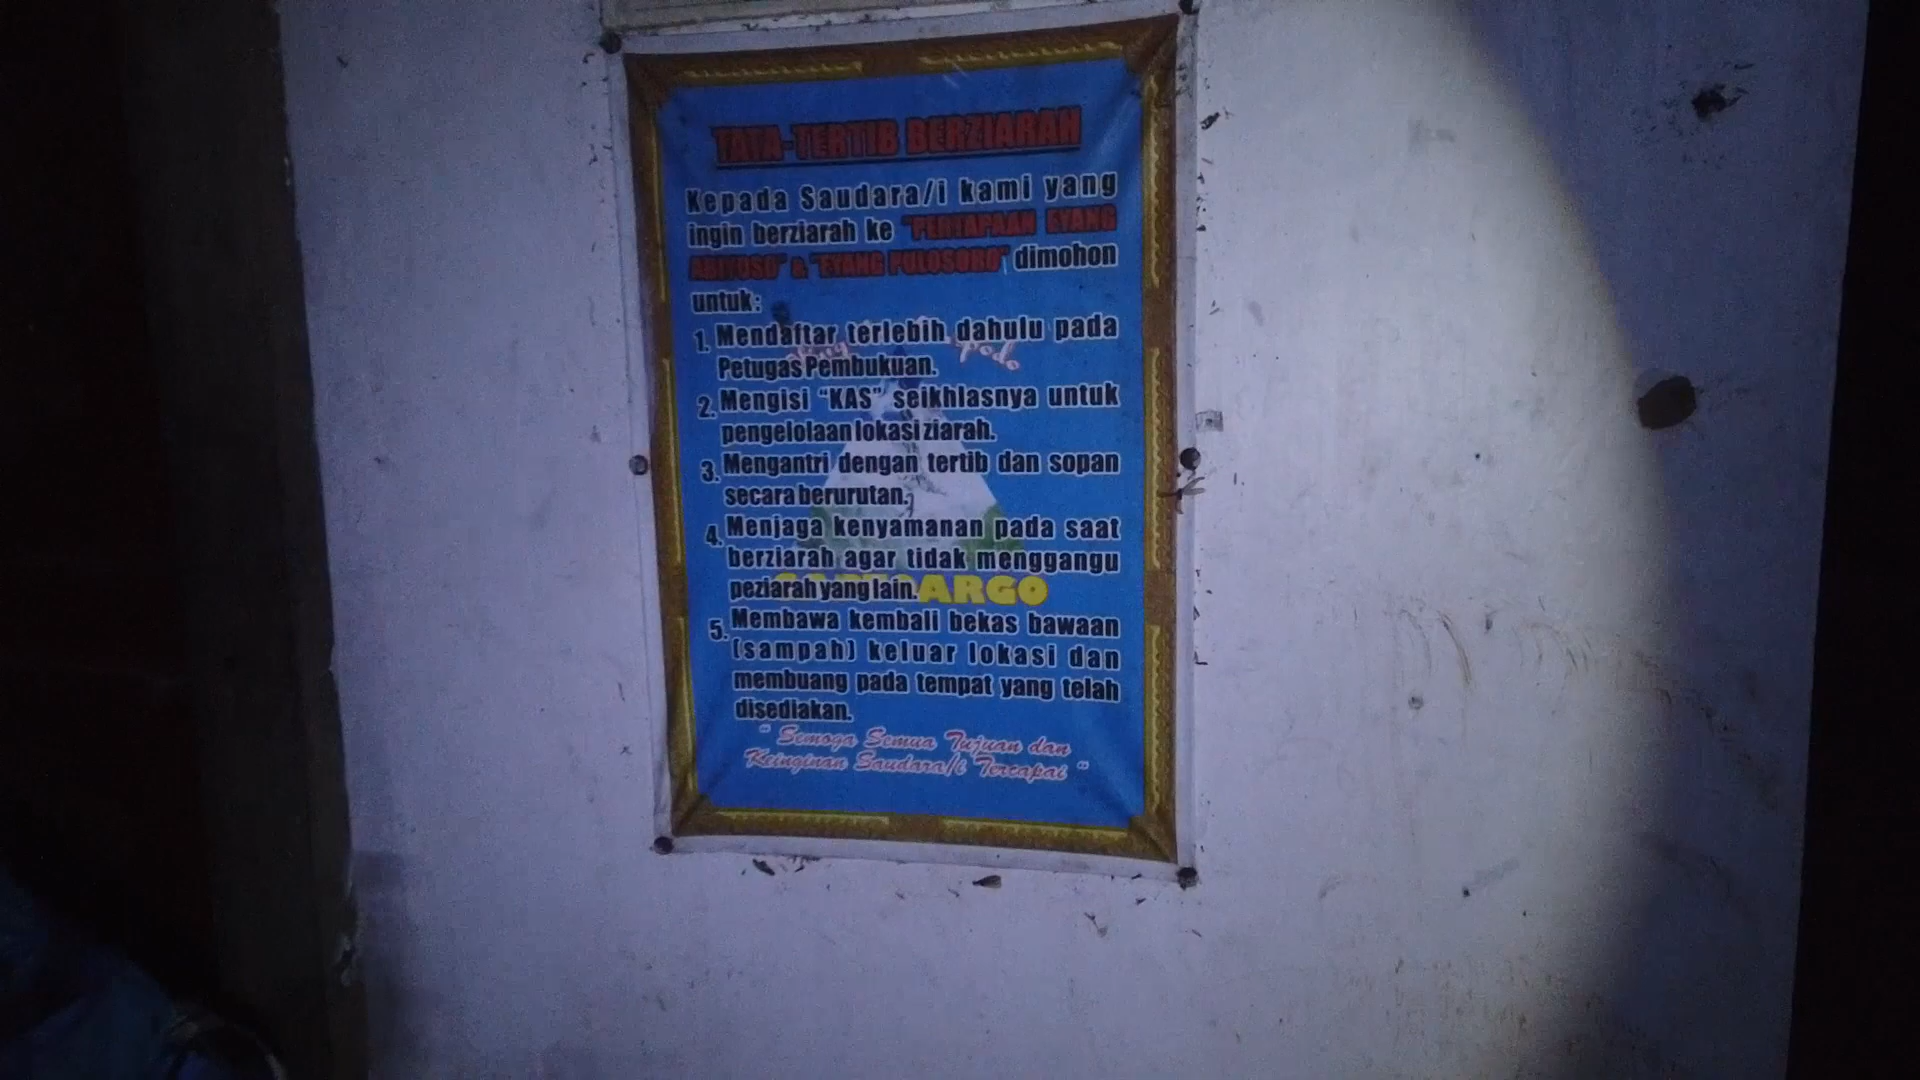 TATA-TERTIB BERZIARAH
Kepada Saudara/i kami yang
ingin berziarah ke "PERTAPAAN EYANG
ABIYOSO" & "EYANG PULOSORO" dimohon
untuk:
1. Mendaftar terlebih dahulu pada
Petugas Pembukuan.
2. Mengisi "KAS" seikhlasnya untuk
pengelolaan lokasi ziarah.
3. Mengantri dengan tertib dan sopan
secara berurutan.
4. Menjaga kenyamanan pada saat
berziarah agar tidak menggangu
peziarah yang lain.
ARGO
5. Membawa kembali bekas bawaan
(sampah) keluar lokasi dan
membuang pada tempat yang telah
disediakan.
" Semoga Semua Tujuan dan
Keinginan Saudara/i Tercapai "